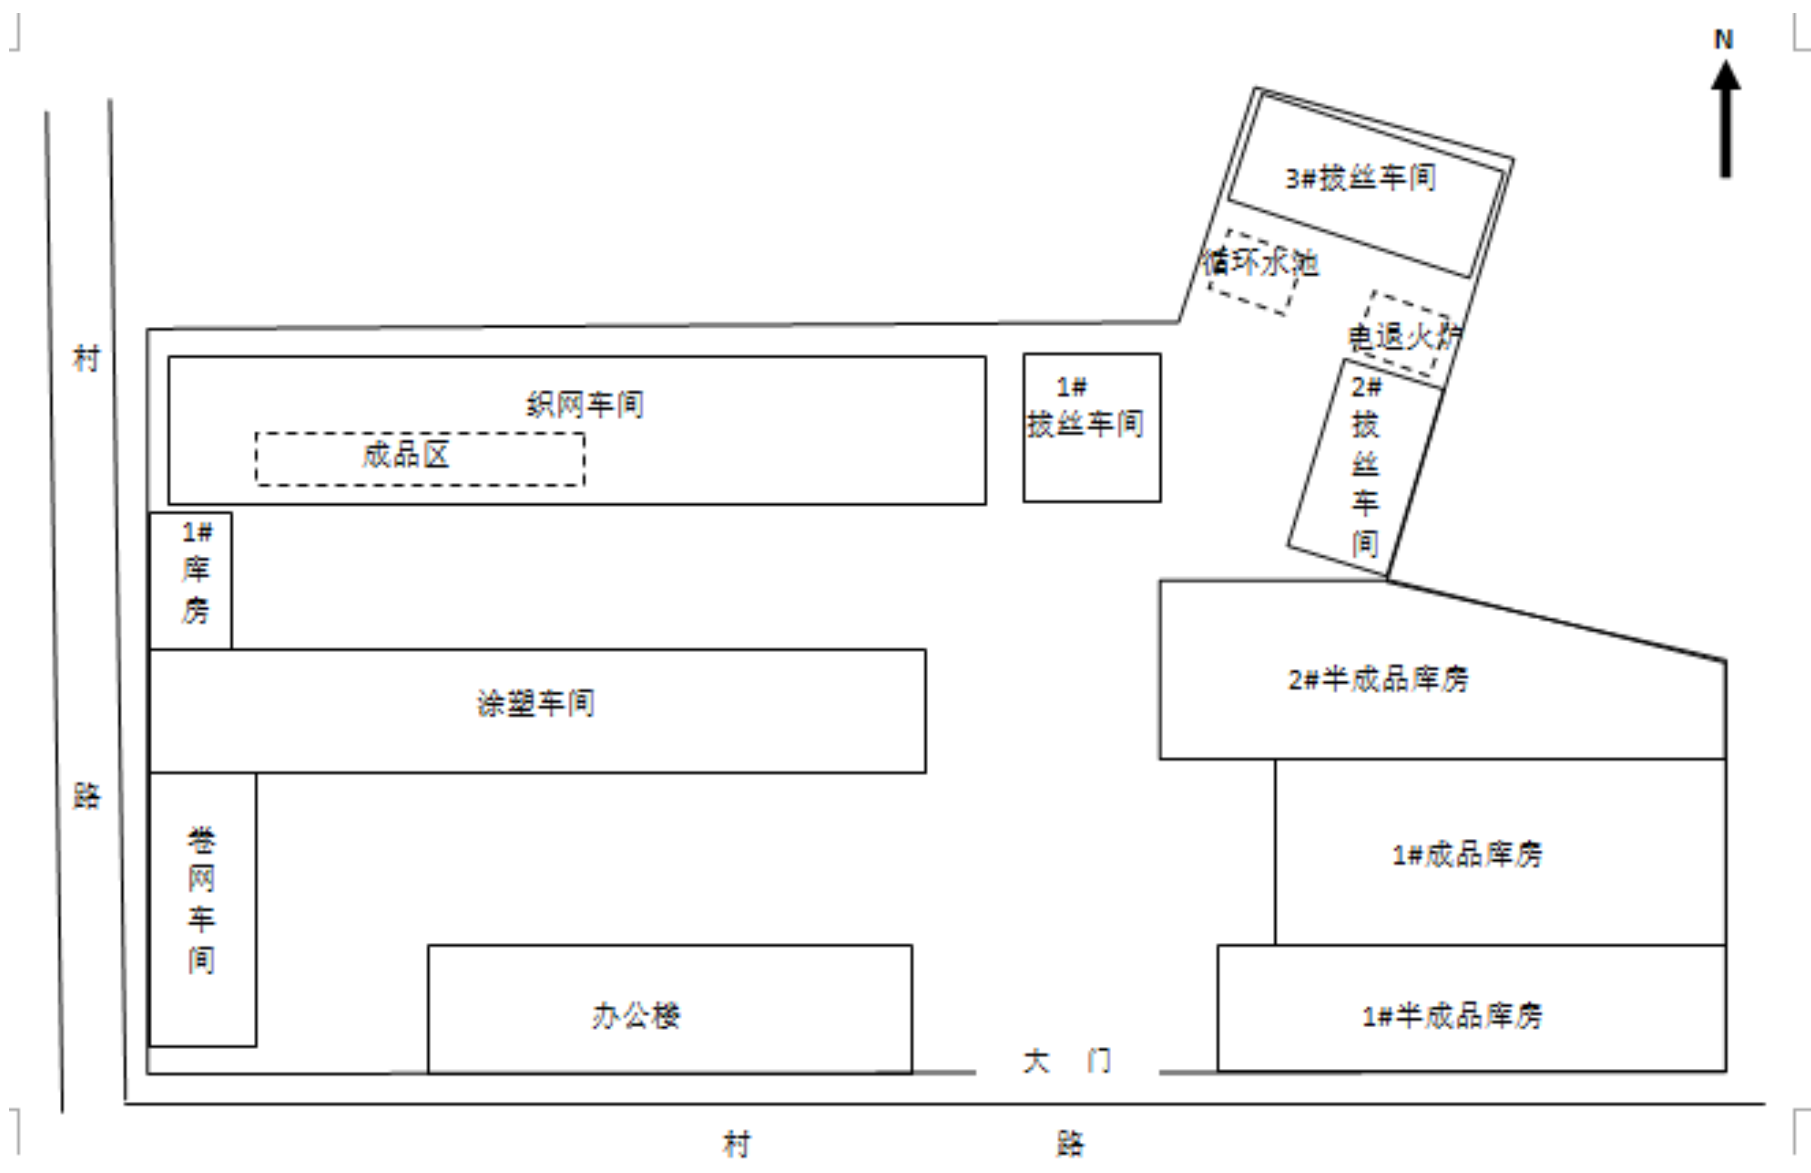 N
3#拔丝车间
循环水池
电退火炉
村
路
织网车间
成品区
1#
拔丝车间
2#
拔
丝
车
间
1#
库
房
涂塑车间
2#半成品库房
卷
网
车
间
1#成品库房
办公楼
1#半成品库房
大 门
村 路